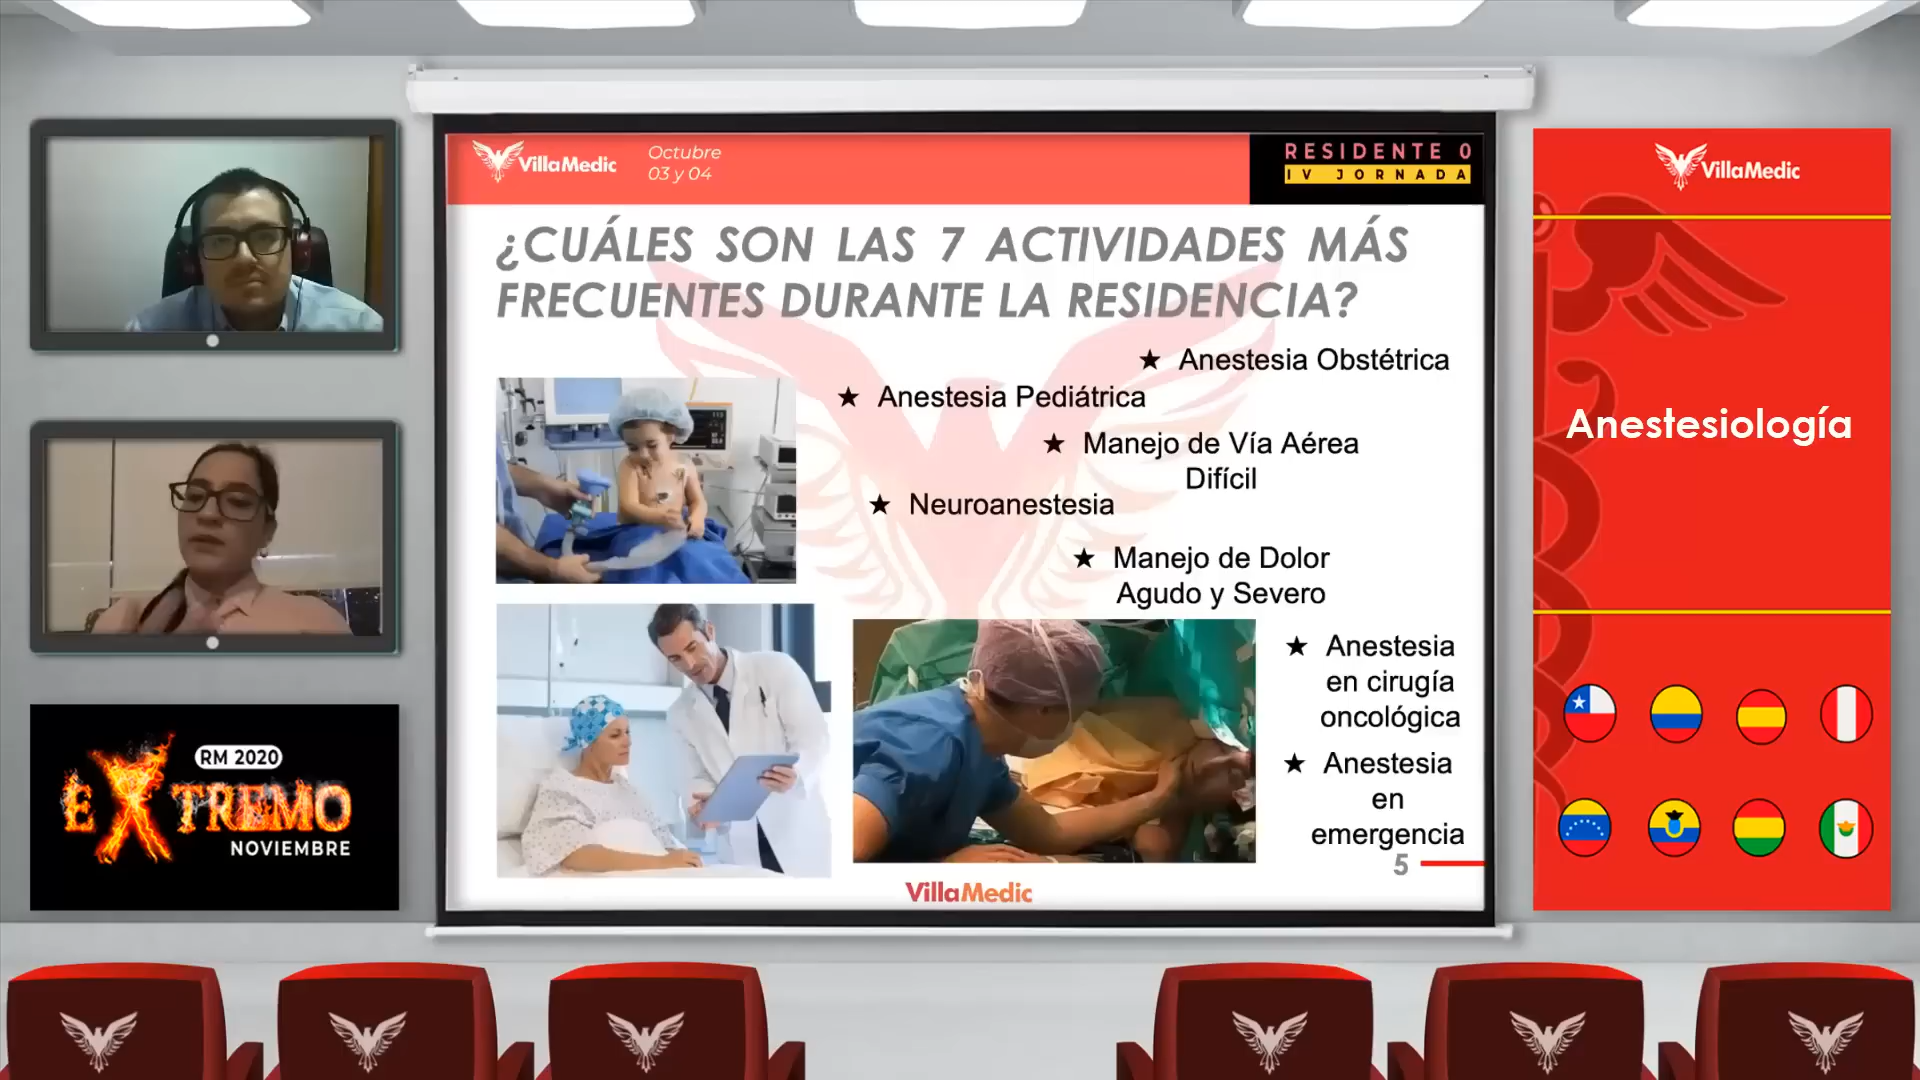 VillaMedic
Octubre
03 y 04
RESIDENTE 0
IV JORNADA
¿CUÁLES SON LAS 7 ACTIVIDADES MÁS
FRECUENTES DURANTE LA RESIDENCIA?
★ Anestesia Obstétrica
★ Anestesia Pediátrica
★ Manejo de Vía Aérea
Difícil
★ Neuroanestesia
★ Manejo de Dolor
Agudo y Severo
★ Anestesia
en cirugía
oncológica
★ Anestesia
en
emergencia
5
VillaMedic
RM 2020
EXTREMO
NOVIEMBRE
VillaMedic
Anestesiología